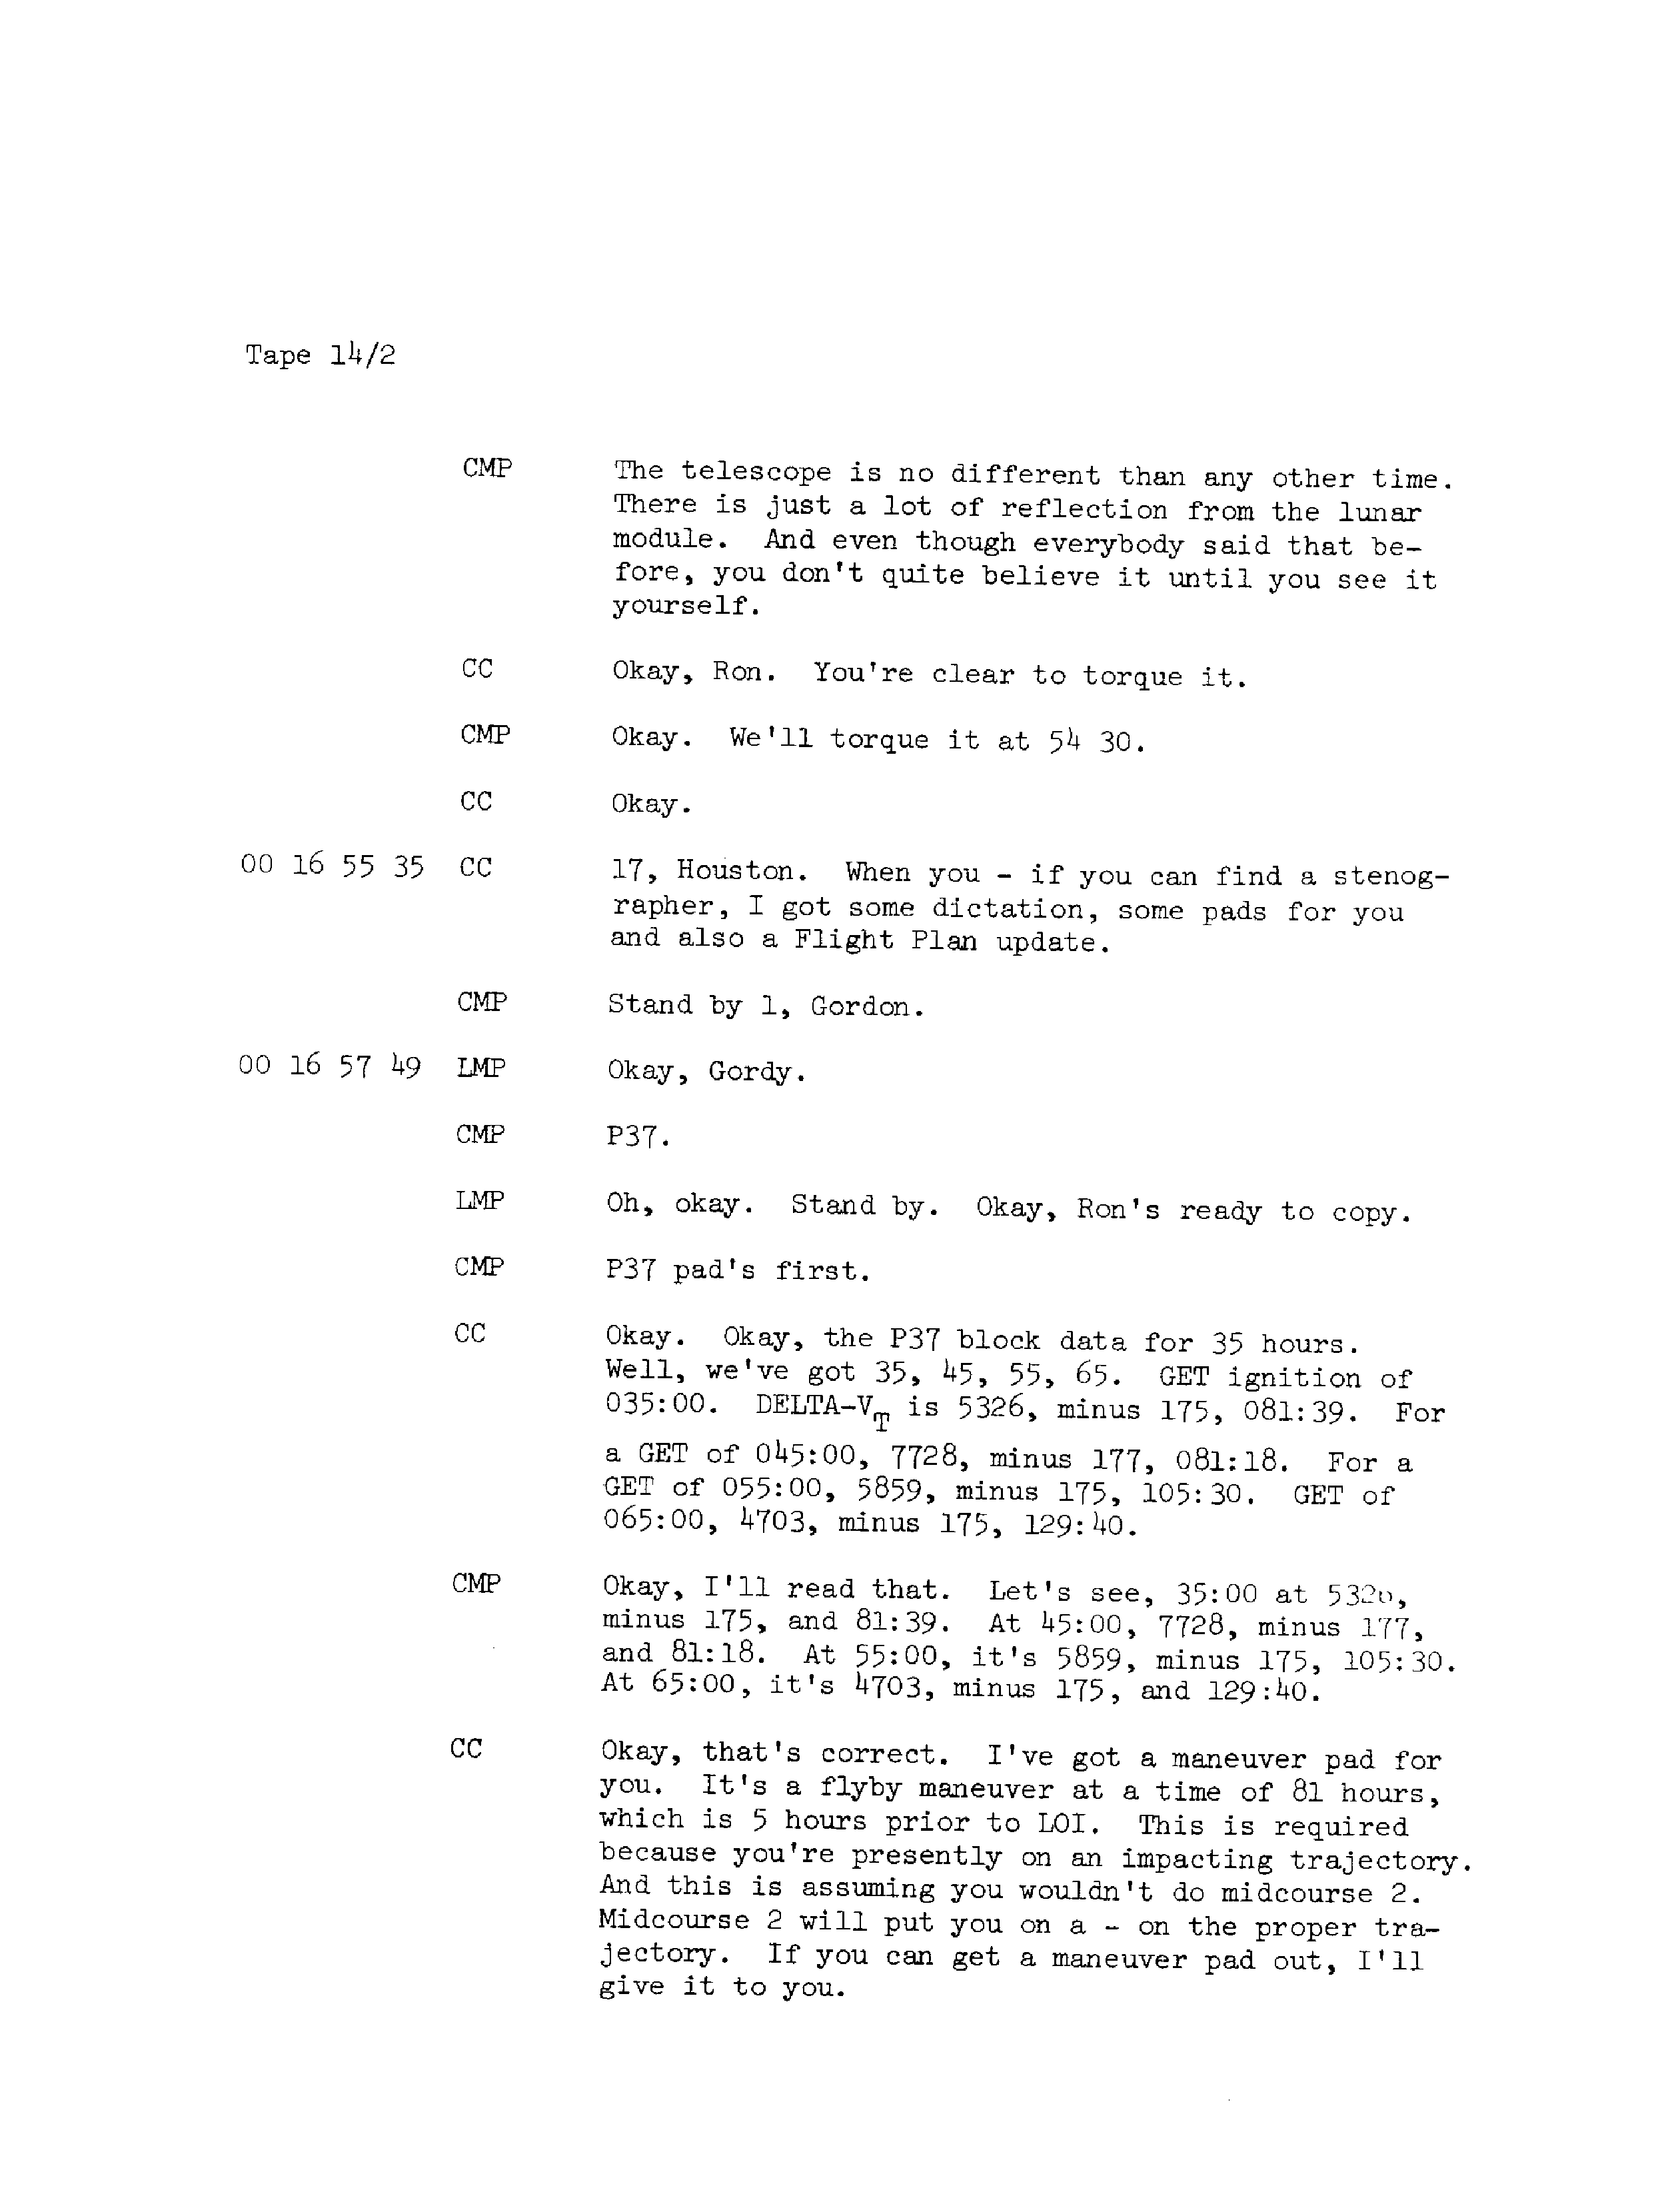 Tape 14/2
CMP The telescope is no different than any other time.
There is just a lot of reflection from the lunar
module. And even though everybody said that be-
fore, you don't quite believe it until you see it
yourself.
CC Okay, Ron. You're clear to torque it.
CMP Okay. We'll torque it at 54 30.
CC Okay.
00 16 55 35 CC 17, Houston. When you - if you can find a stenog-
rapher, I got some dictation, some pads for you
and also a Flight Plan update.
CMP Stand by 1, Gordon.
00 16 57 49 LMP Okay, Gordy.
CMP P37.
LMP Oh, okay. Stand by. Okay, Ron's ready to copy.
CMP P37 pad's first.
CC Okay. Okay, the P37 block data for 35 hours.
Well, we've got 35, 45, 55, 65. GET ignition of
035:00. DELTA-VT is 5326, minus 175, 081:39. For
a GET of 045:00, 7728, minus 177, 081:18. For a
GET of 055:00, 5859, minus 175, 105:30. GET of
065:00, 4703, minus 175, 129:40.
CMP Okay, I'll read that. Let's see, 35:00 at 5326,
minus 175, and 81:39. At 45:00, 7728, minus 177,
and 81:18. At 55:00, it's 5859, minus 175, 105:30.
At 65:00, it's 4703, minus 175, and 129:40.
CC Okay, that's correct. I've got a maneuver pad for
you. It's a flyby maneuver at a time of 81 hours,
which is 5 hours prior to LOI. This is required
because you're presently on an impacting trajectory.
And this is assuming you wouldn't do midcourse 2.
Midcourse 2 will put you on a - on the proper tra-
jectory. If you can get a maneuver pad out, I'll
give it to you.